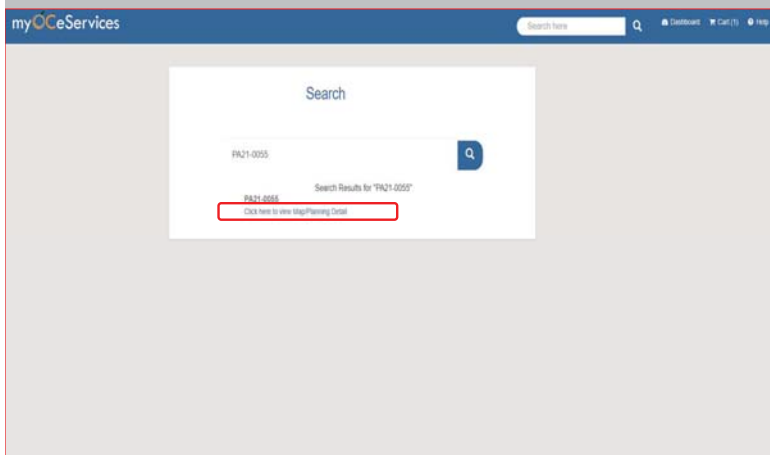 myOCeServices
Search here
Dashboard Cart (1) Help
Search
PA21-0055
Search Results for "PA21-0055"
PA21-0055
Click here to view Map/Planning Detail